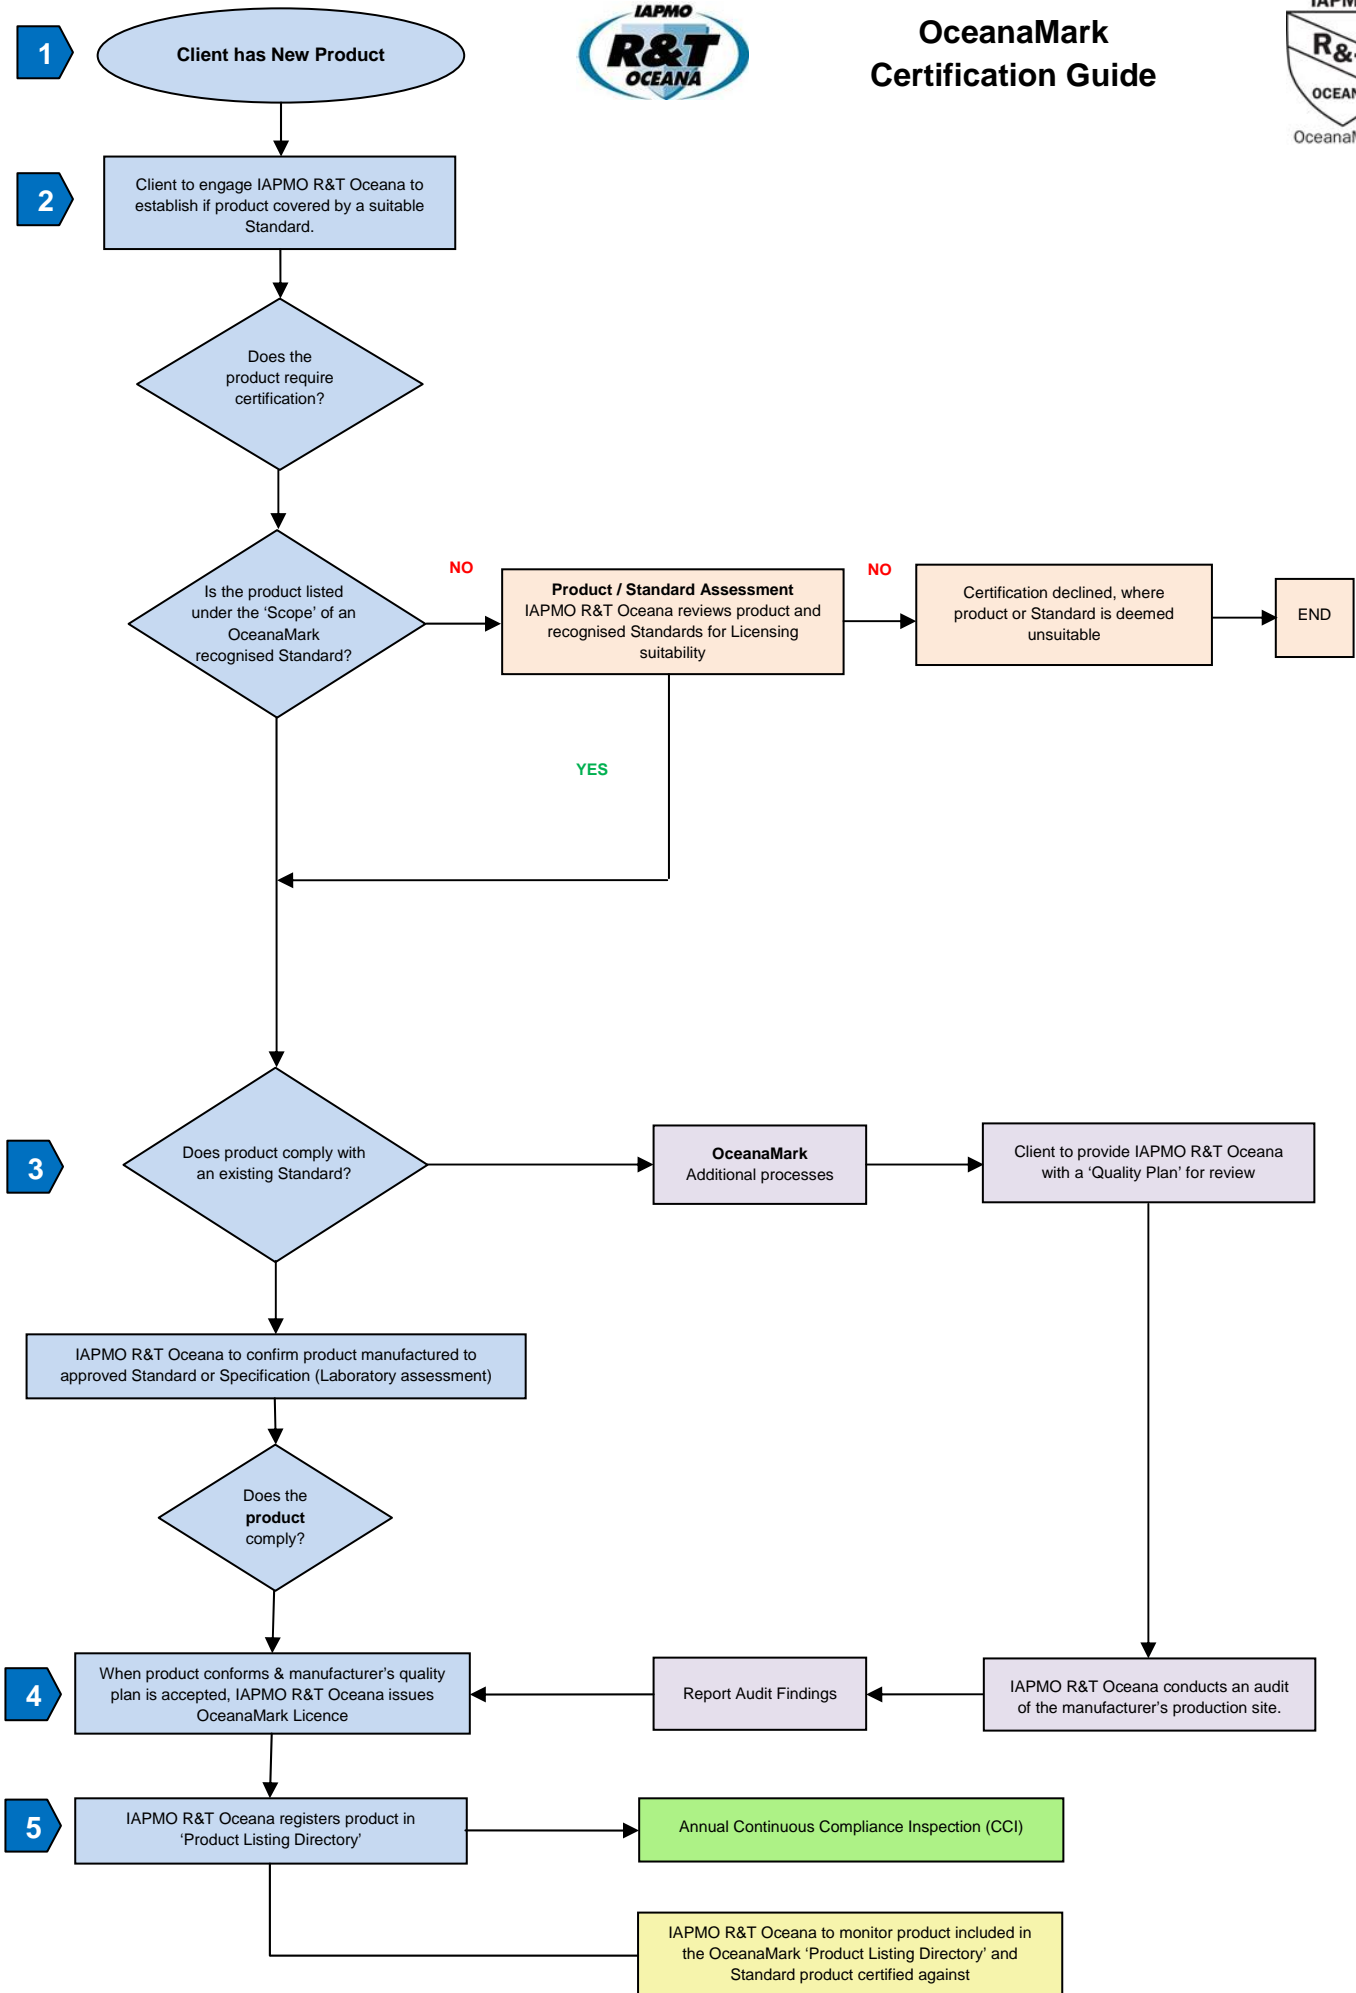 IAPMO
R&T
OCEANA
OceanaMark
Certification Guide
1
Client has New Product
2
Client to engage IAPMO R&T Oceana to
establish if product covered by a suitable
Standard.
Does the
product require
certification?
Is the product listed
under the ‘Scope’ of an
OceanaMark
recognised Standard?
NO
Product / Standard Assessment
IAPMO R&T Oceana reviews product and
recognised Standards for Licensing
suitability
NO
Certification declined, where
product or Standard is deemed
unsuitable
END
YES
3
Does product comply with
an existing Standard?
OceanaMark
Additional processes
Client to provide IAPMO R&T Oceana
with a ‘Quality Plan’ for review
IAPMO R&T Oceana to confirm product manufactured to
approved Standard or Specification (Laboratory assessment)
Does the
product
comply?
4
When product conforms & manufacturer’s quality
plan is accepted, IAPMO R&T Oceana issues
OceanaMark Licence
Report Audit Findings
IAPMO R&T Oceana conducts an audit
of the manufacturer’s production site.
5
IAPMO R&T Oceana registers product in
‘Product Listing Directory’
Annual Continuous Compliance Inspection (CCI)
IAPMO R&T Oceana to monitor product included in
the OceanaMark ‘Product Listing Directory’ and
Standard product certified against